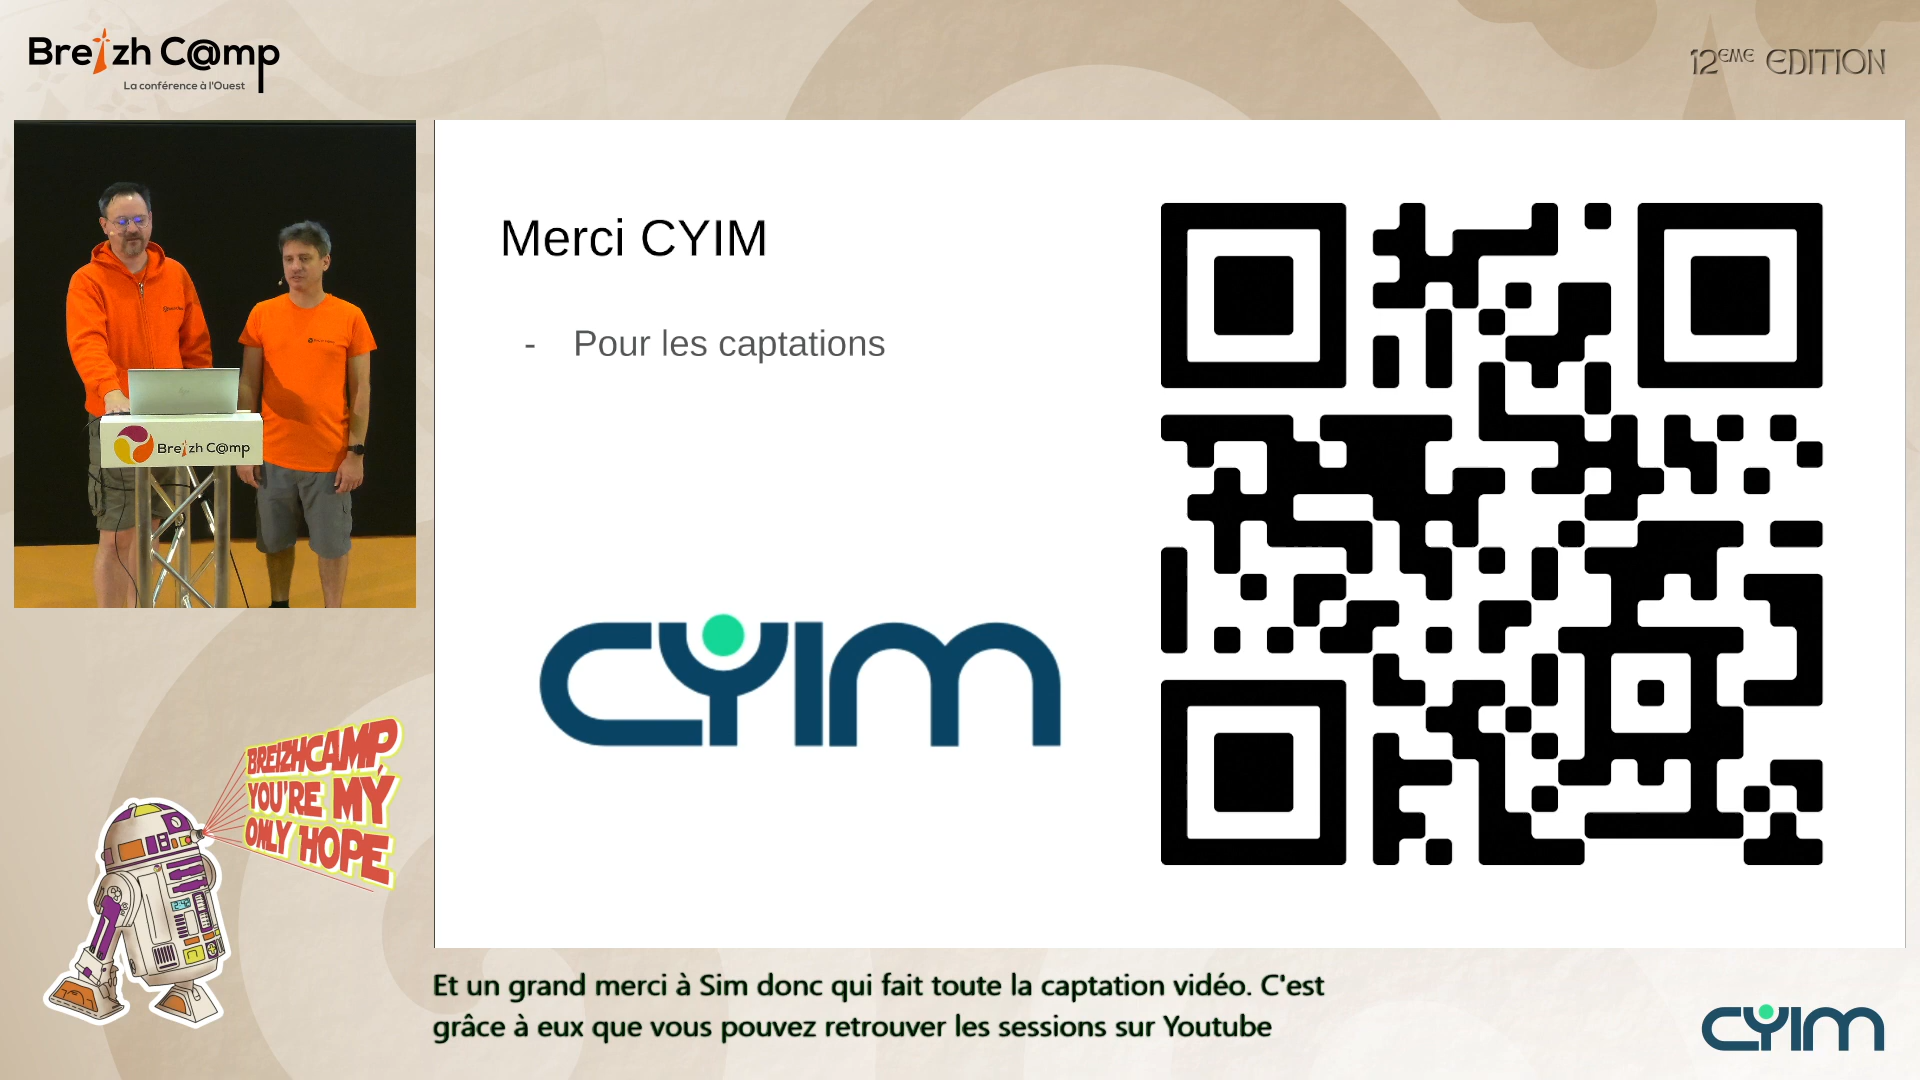 Breizh C@mp
La conférence à l'Ouest
12EME EDITION
Merci CYIM
- Pour les captations
CYIM
Breizh C@mp
BREIZHCAMP,
YOU'RE MY
ONLY HOPE
Et un grand merci à Sim donc qui fait toute la captation vidéo. C'est
grâce à eux que vous pouvez retrouver les sessions sur Youtube
CYIM